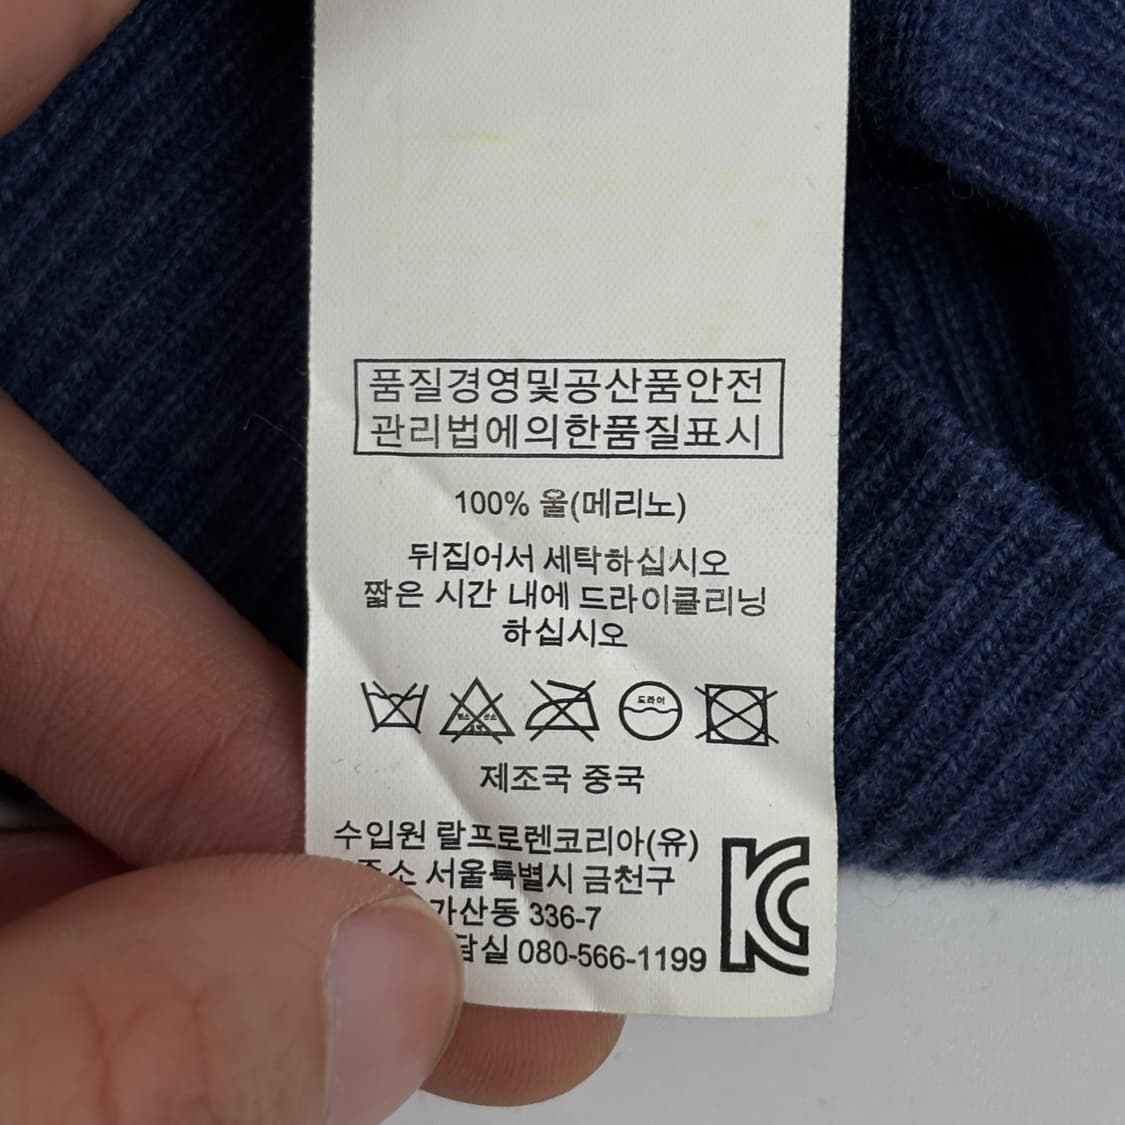 품질경영및공산품안전
관리법에의한품질표시
100% 울(메리노)
뒤집어서 세탁하십시오
짧은 시간 내에 드라이클리닝
하십시오
드라이
제조국 중국
수입원 랄프로렌코리아(유)
주소 서울특별시 금천구
가산동 336-7
담실 080-566-1199